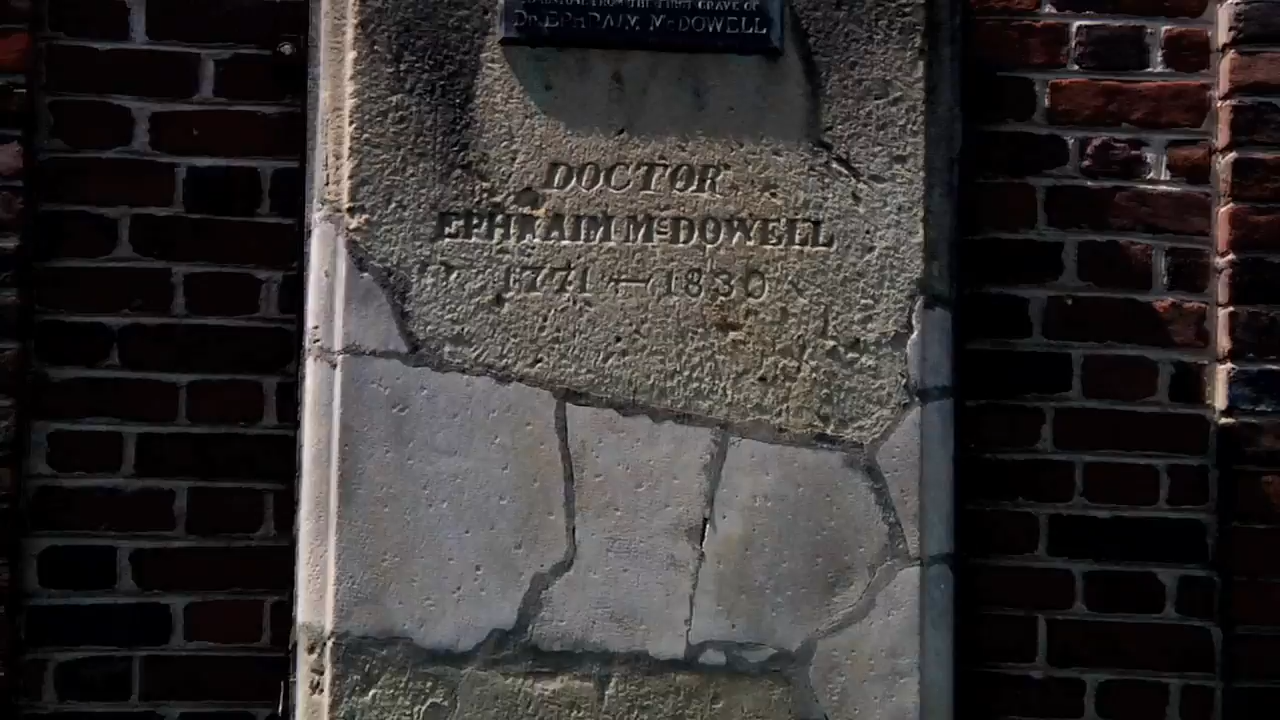 FROM THE FIRST GRAVE OF
DR. EPHRAIM McDOWELL
DOCTOR
EPHRAIM McDOWELL
1771 — 1830